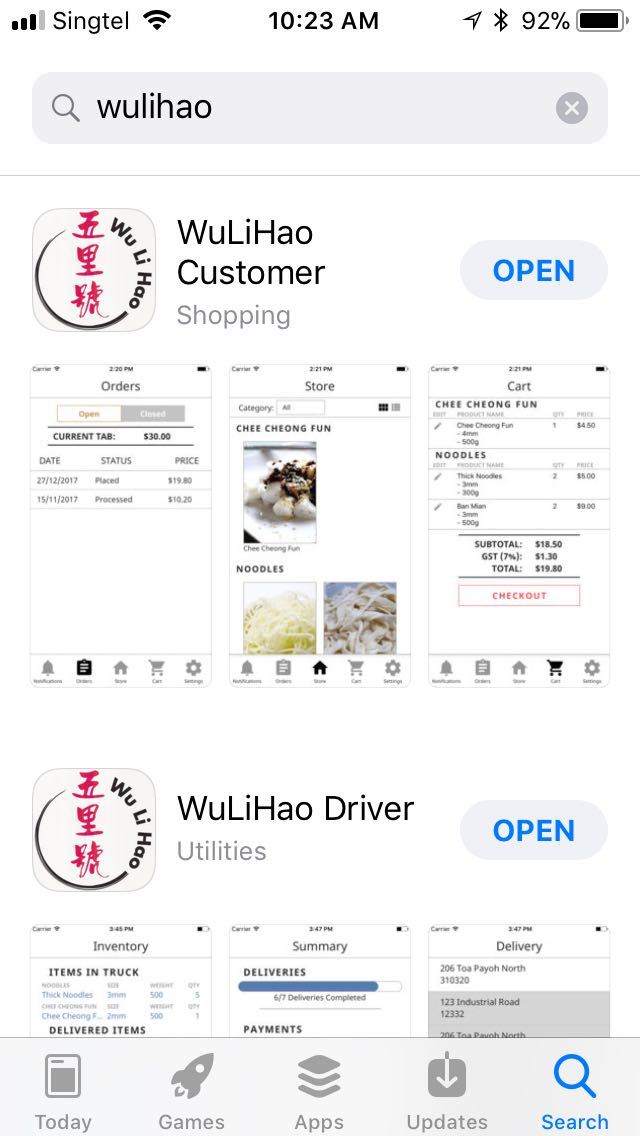 Singtel 10:23 AM 92%
wulihao
五里號 Wu Li Hao
WuLiHao
Customer
Shopping
OPEN
Carrier 2:20 PM
Orders
Open Closed
CURRENT TAB: $30.00
DATE STATUS PRICE
27/12/2017 Placed $19.80
15/11/2017 Processed $10.20
Notifications Orders Store Cart Settings
Carrier 2:21 PM
Store
Category: All
CHEE CHEONG FUN
Chee Cheong Fun
NOODLES
Notifications Orders Store Cart Settings
Carrier 2:21 PM
Cart
CHEE CHEONG FUN
EDIT PRODUCT NAME QTY PRICE
Chee Cheong Fun 1 $4.50
- 4mm
- 500g
NOODLES
EDIT PRODUCT NAME QTY PRICE
Thick Noodles 2 $5.00
- 3mm
- 300g
Ban Mian 2 $9.00
- 3mm
- 500g
SUBTOTAL: $18.50
GST (7%): $1.30
TOTAL: $19.80
CHECKOUT
Notifications Orders Store Cart Settings
五里號 Wu Li Hao
WuLiHao Driver
Utilities
OPEN
Carrier 3:45 PM
Inventory
ITEMS IN TRUCK
NOODLES SIZE WEIGHT QTY
Thick Noodles 3mm 500 5
CHEE CHEONG FUN SIZE WEIGHT QTY
Chee Cheong F... 2mm 500 1
DELIVERED ITEMS
Carrier 3:47 PM
Summary
DELIVERIES
6/7 Deliveries Completed
PAYMENTS
Carrier 3:47 PM
Delivery
206 Toa Payoh North
310320
123 Industrial Road
12332
206 Toa Payoh North
Today Games Apps Updates Search